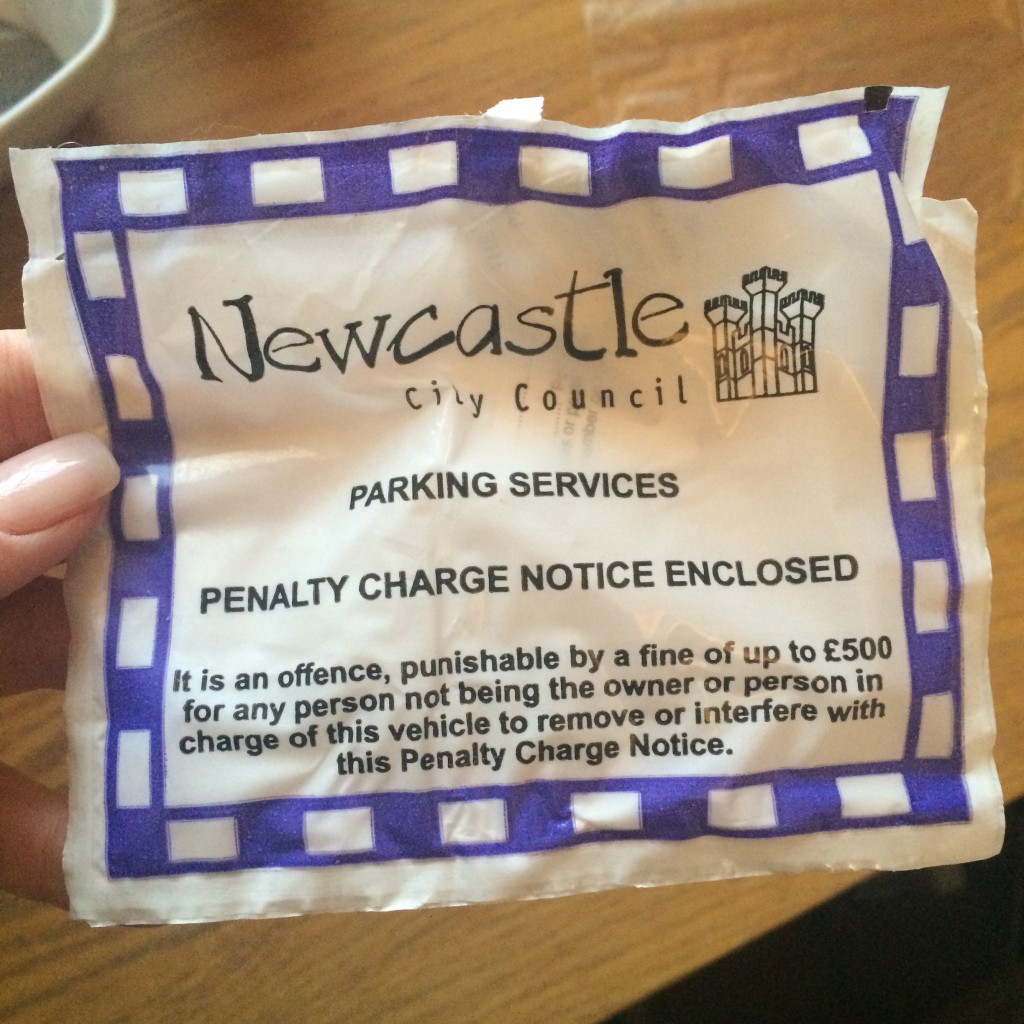 Newcastle
City Council
PARKING SERVICES
PENALTY CHARGE NOTICE ENCLOSED
It is an offence, punishable by a fine of up to £500
for any person not being the owner or person in
charge of this vehicle to remove or interfere with
this Penalty Charge Notice.